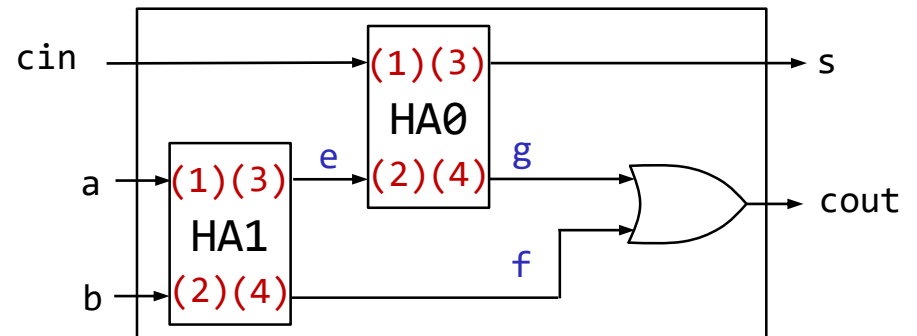 cin
(1)(3)
s
HA0
e
(2)(4)
g
a
(1)(3)
cout
HA1
f
b
(2)(4)